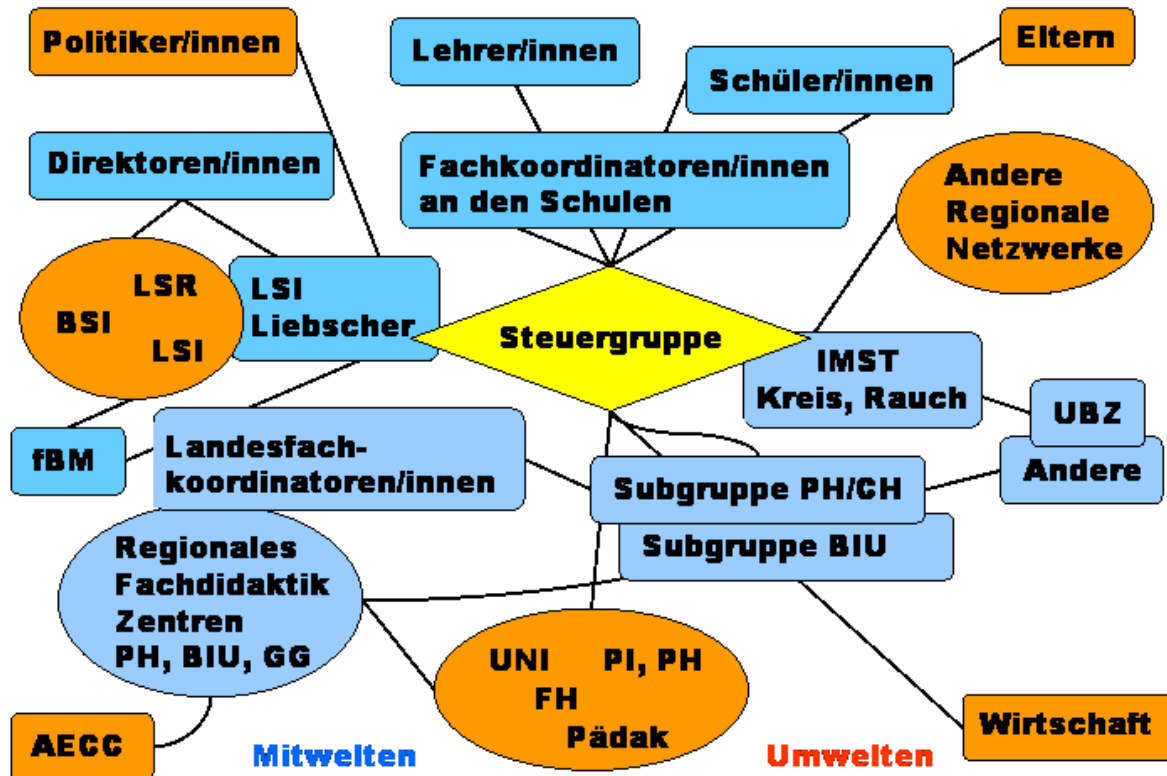 Politiker/innen
Lehrer/innen
Eltern
Schüler/innen
Direktoren/innen
Fachkoordinatoren/innen
an den Schulen
Andere
Regionale
Netzwerke
LSR
BSI
LSI
LSI
Liebscher
Steuergruppe
IMST
Kreis, Rauch
UBZ
Andere
fBM
Landesfach-
koordinatoren/innen
Subgruppe PH/CH
Subgruppe BIU
Regionales
Fachdidaktik
Zentren
PH, BIU, GG
UNI PI, PH
FH
Pädak
AECC
Wirtschaft
Mitwelten
Umwelten